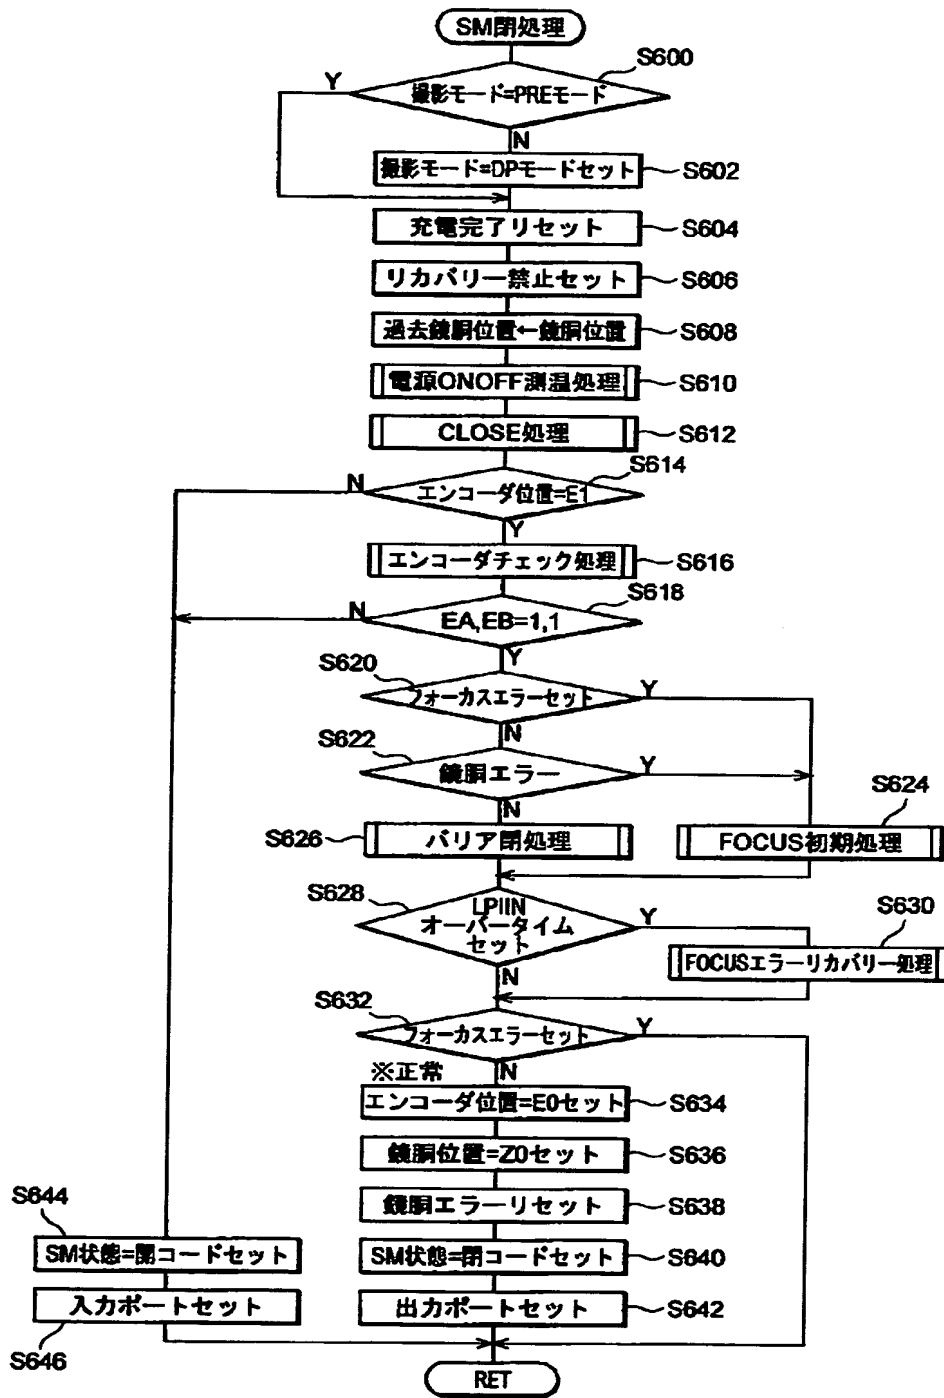 SM閉処理
S600
Y
撮影モード=PREモード
N
撮影モード=DPモードセット
S602
充電完了リセット
S604
リカバリー禁止セット
S606
過去鏡胴位置←鏡胴位置
S608
電源ONOFF測温処理
S610
CLOSE処理
S612
S614
N
エンコーダ位置=E1
Y
エンコーダチェック処理
S616
S618
N
EA,EB=1,1
Y
S620
フォーカスエラーセット
Y
N
S622
鏡胴エラー
Y
N
S624
S626
バリア閉処理
FOCUS初期処理
S628
LPIIN
オーバータイム
セット
Y
S630
FOCUSエラーリカバリー処理
N
S632
フォーカスエラーセット
Y
N
※正常
エンコーダ位置=E0セット
S634
鏡胴位置=Z0セット
S636
鏡胴エラーリセット
S638
S644
SM状態=開コードセット
SM状態=閉コードセット
S640
入力ポートセット
出力ポートセット
S642
S646
RET